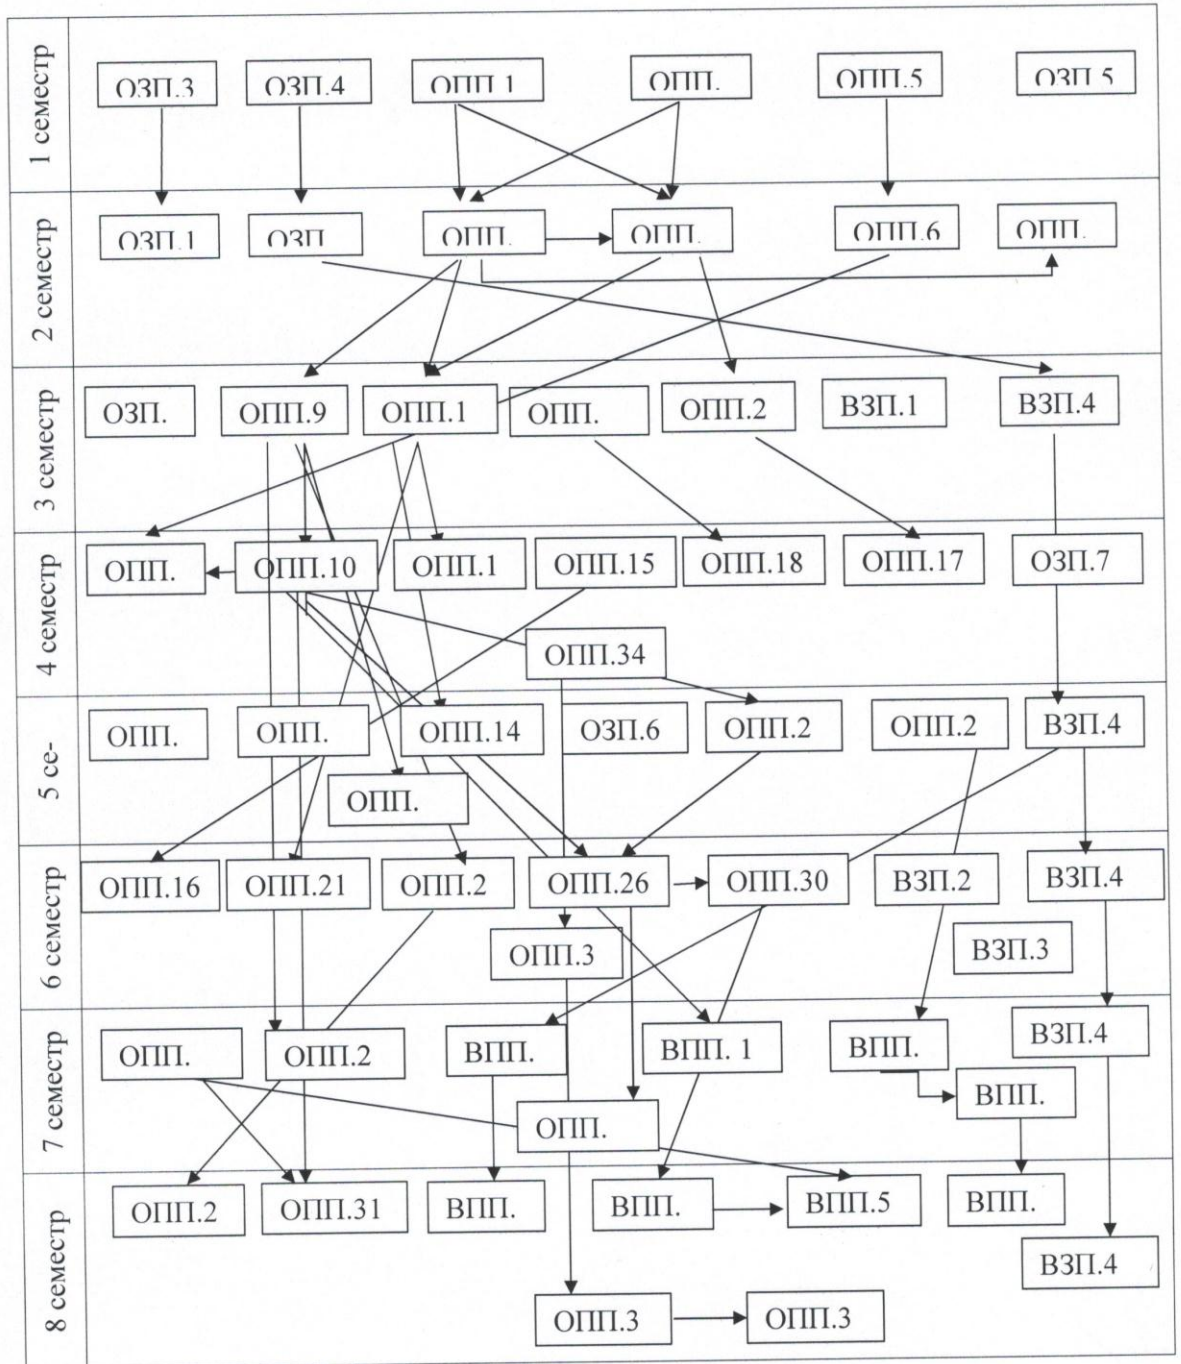 1 семестр
ОЗП.3 ОЗП.4 ОПП.1 ОПП. ОПП.5 ОЗП.5
2 семестр
ОЗП.1 ОЗП ОПП. ОПП. ОПП.6 ОПП.
3 семестр
ОЗП. ОПП.9 ОПП.1 ОПП. ОПП.2 ВЗП.1 ВЗП.4
4 семестр
ОПП. ОПП.10 ОПП.1 ОПП.15 ОПП.18 ОПП.17 ОЗП.7
ОПП.34
5 се-
ОПП. ОПП. ОПП.14 ОЗП.6 ОПП.2 ОПП.2 ВЗП.4
ОПП.
6 семестр
ОПП.16 ОПП.21 ОПП.2 ОПП.26 ОПП.30 ВЗП.2 ВЗП.4
ОПП.3 ВЗП.3
7 семестр
ОПП. ОПП.2 ВПП. ВПП. 1 ВПП. ВЗП.4
ВПП.
ОПП.
8 семестр
ОПП.2 ОПП.31 ВПП. ВПП. ВПП.5 ВПП.
ВЗП.4
ОПП.3 ОПП.3